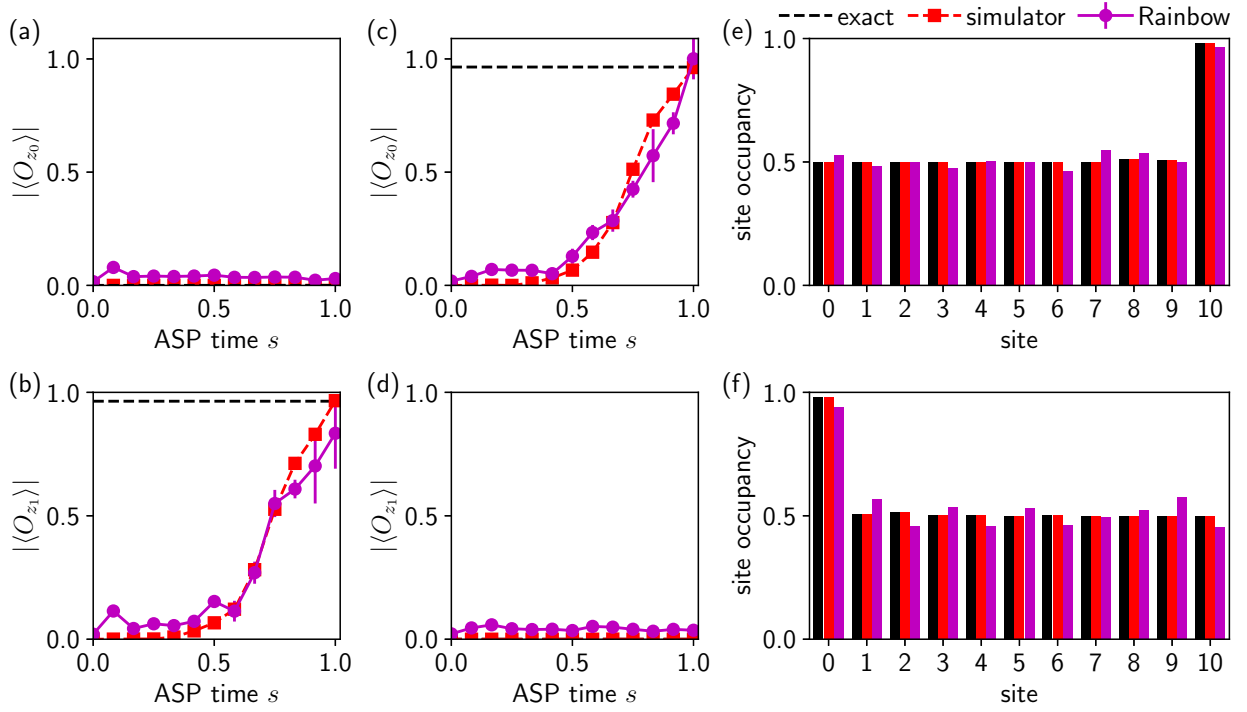 exact simulator Rainbow
(a)
|⟨O_{z_0}⟩|
1.0
0.5
0.0
0.0 0.5 1.0
ASP time s
(c)
|⟨O_{z_0}⟩|
1.0
0.5
0.0
0.0 0.5 1.0
ASP time s
(e)
site occupancy
1.0
0.5
0.0
0 1 2 3 4 5 6 7 8 9 10
site
(b)
|⟨O_{z_1}⟩|
1.0
0.5
0.0
0.0 0.5 1.0
ASP time s
(d)
|⟨O_{z_1}⟩|
1.0
0.5
0.0
0.0 0.5 1.0
ASP time s
(f)
site occupancy
1.0
0.5
0.0
0 1 2 3 4 5 6 7 8 9 10
site